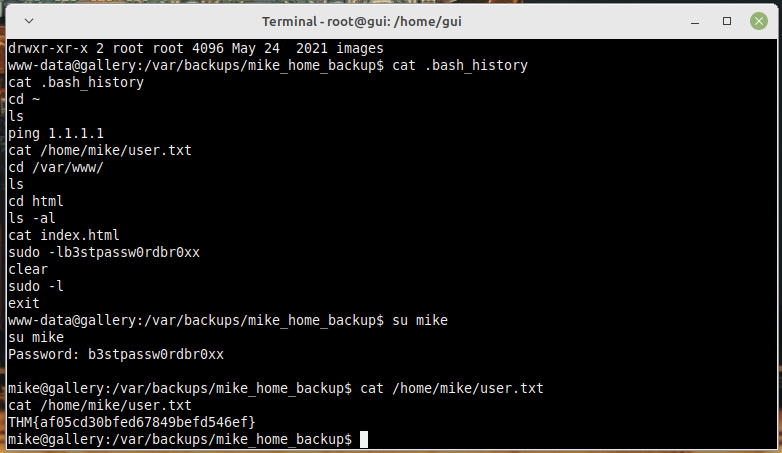 Terminal - root@gui: /home/gui
drwxr-xr-x 2 root root 4096 May 24  2021 images
www-data@gallery:/var/backups/mike_home_backup$ cat .bash_history
cat .bash_history
cd ~
ls
ping 1.1.1.1
cat /home/mike/user.txt
cd /var/www/
ls
cd html
ls -al
cat index.html
sudo -lb3stpassw0rdbr0xx
clear
sudo -l
exit
www-data@gallery:/var/backups/mike_home_backup$ su mike
su mike
Password: b3stpassw0rdbr0xx

mike@gallery:/var/backups/mike_home_backup$ cat /home/mike/user.txt
cat /home/mike/user.txt
THM{af05cd30bfed67849befd546ef}
mike@gallery:/var/backups/mike_home_backup$